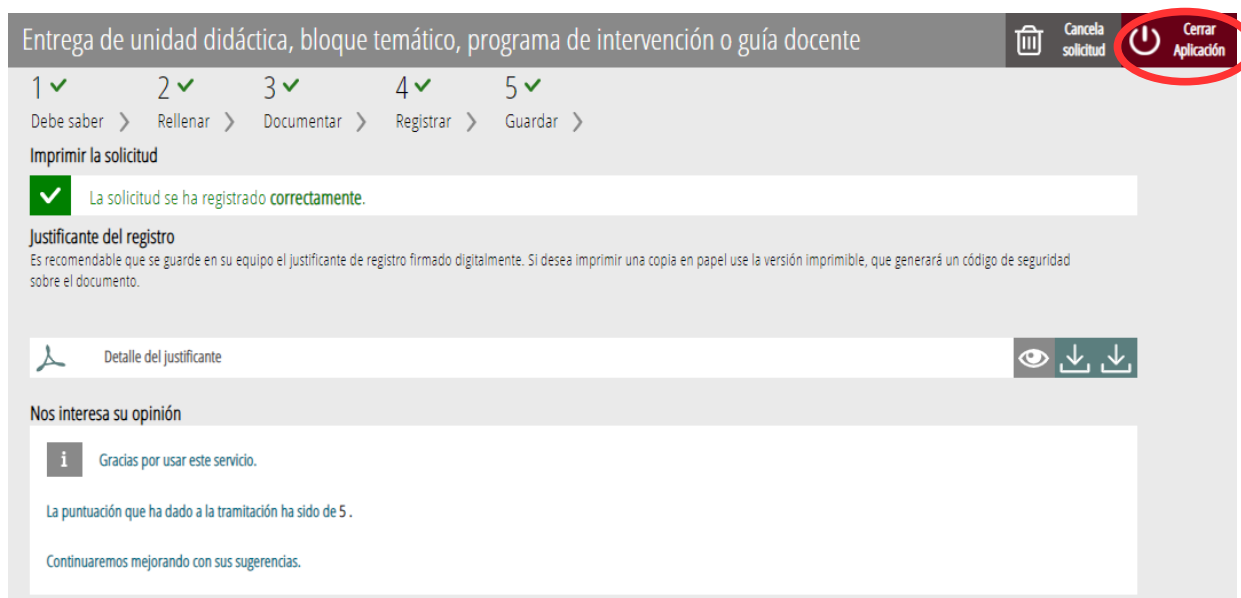 Entrega de unidad didáctica, bloque temático, programa de intervención o guía docente
Cancela
solicitud
Cerrar
Aplicación
1 2 3 4 5
Debe saber Rellenar Documentar Registrar Guardar
Imprimir la solicitud
La solicitud se ha registrado correctamente.
Justificante del registro
Es recomendable que se guarde en su equipo el justificante de registro firmado digitalmente. Si desea imprimir una copia en papel use la versión imprimible, que generará un código de seguridad
sobre el documento.
Detalle del justificante
Nos interesa su opinión
i Gracias por usar este servicio.
La puntuación que ha dado a la tramitación ha sido de 5 .
Continuaremos mejorando con sus sugerencias.